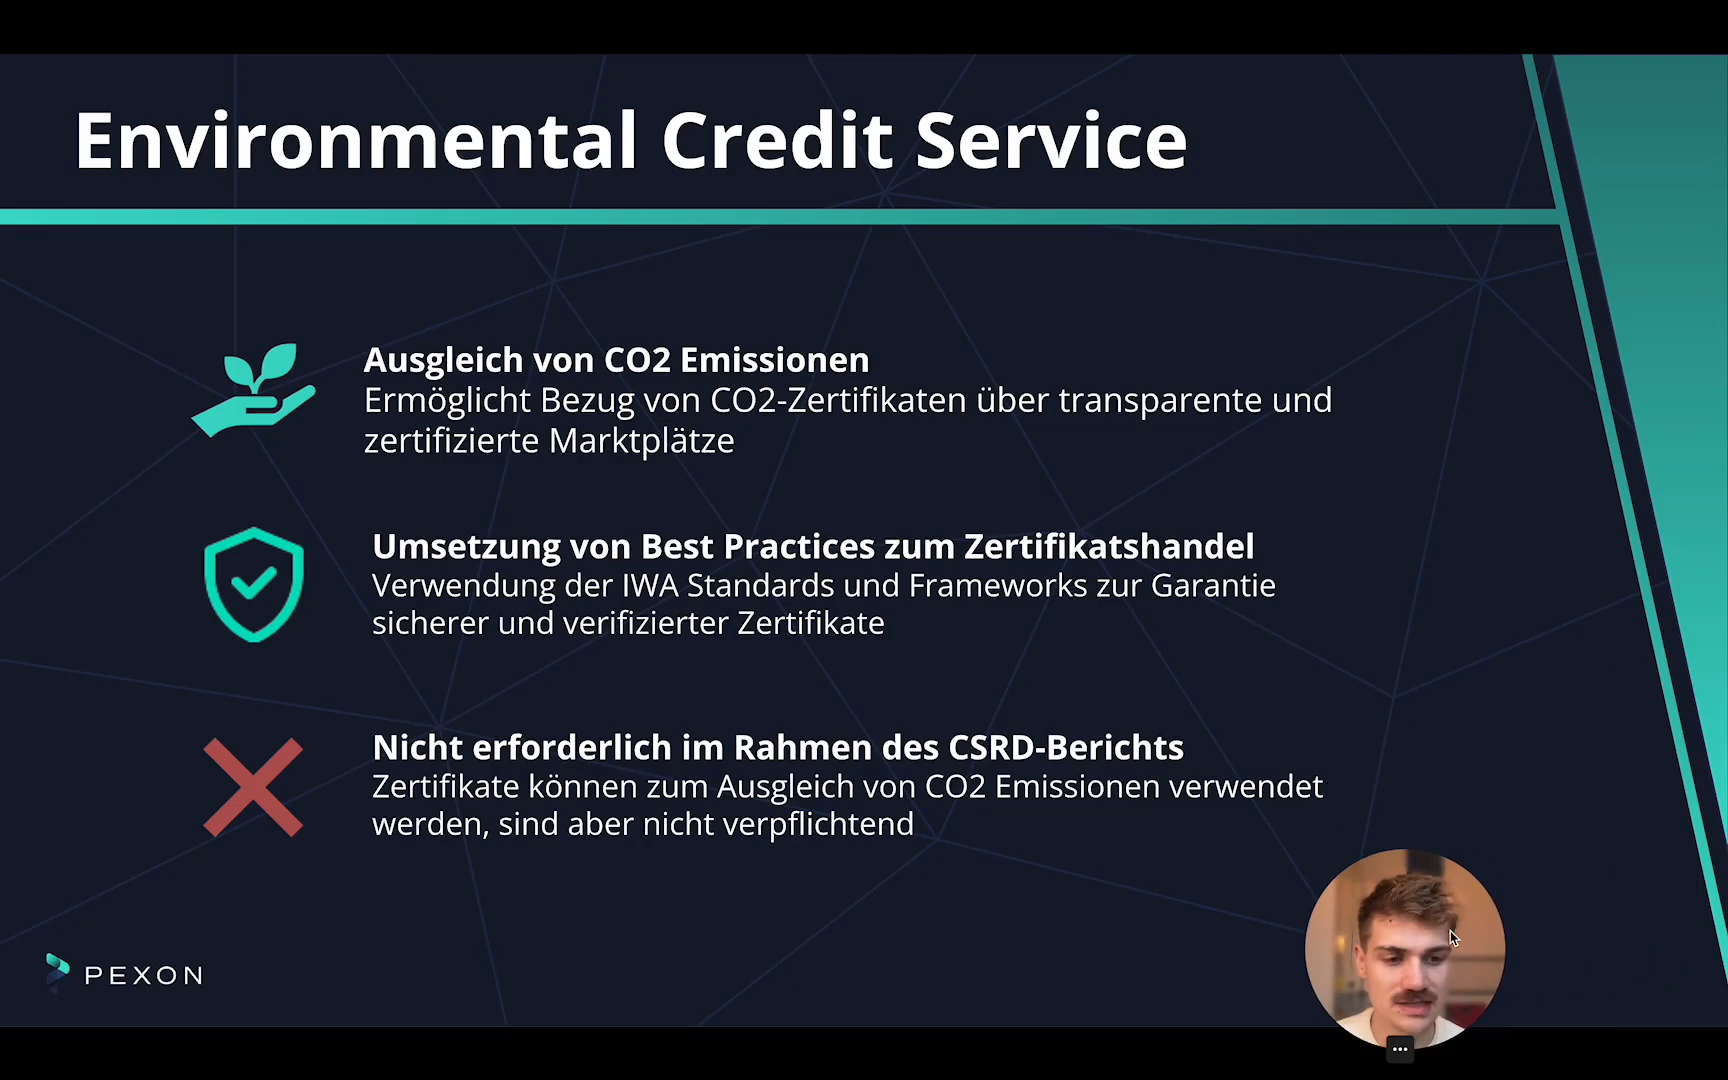 Environmental Credit Service
Ausgleich von CO2 Emissionen
Ermöglicht Bezug von CO2-Zertifikaten über transparente und
zertifizierte Marktplätze
Umsetzung von Best Practices zum Zertifikatshandel
Verwendung der IWA Standards und Frameworks zur Garantie
sicherer und verifizierter Zertifikate
Nicht erforderlich im Rahmen des CSRD-Berichts
Zertifikate können zum Ausgleich von CO2 Emissionen verwendet
werden, sind aber nicht verpflichtend
PEXON